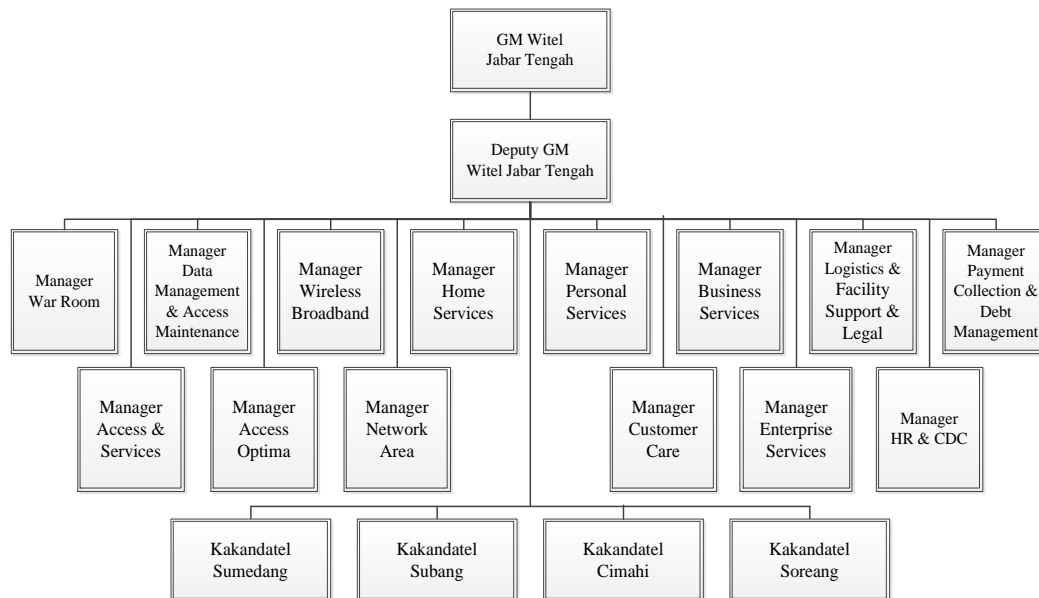 GM Witel
Jabar Tengah
Deputy GM
Witel Jabar Tengah
Manager
War Room
Manager
Data
Management
& Access
Maintenance
Manager
Wireless
Broadband
Manager
Home
Services
Manager
Personal
Services
Manager
Business
Services
Manager
Logistics &
Facility
Support &
Legal
Manager
Payment
Collection &
Debt
Management
Manager
Access &
Services
Manager
Access
Optima
Manager
Network
Area
Manager
Customer
Care
Manager
Enterprise
Services
Manager
HR & CDC
Kakandatel
Sumedang
Kakandatel
Subang
Kakandatel
Cimahi
Kakandatel
Soreang